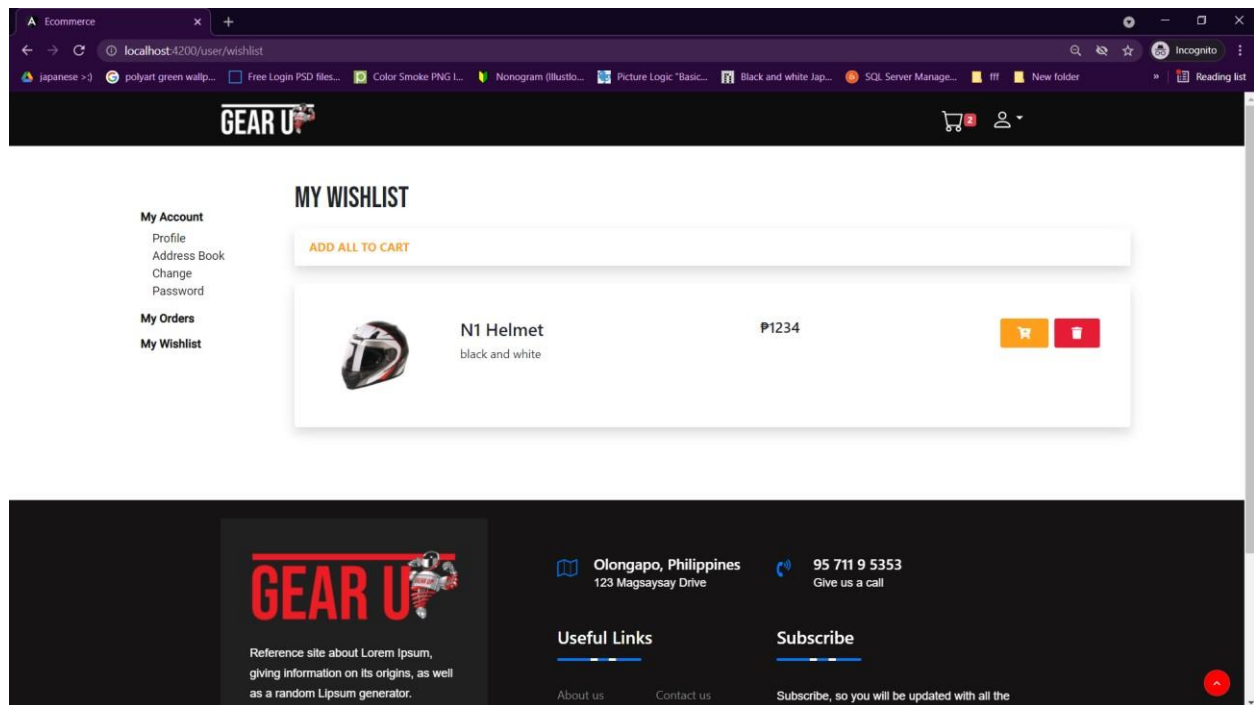 Ecommerce
localhost:4200/user/wishlist
Incognito
japanese >:)
polyart green wallp...
Free Login PSD files...
Color Smoke PNG I...
Nonogram (Illustlo...
Picture Logic "Basic...
Black and white Jap...
SQL Server Manage...
fff
New folder
»
Reading list
GEAR UP
2
MY WISHLIST
My Account
Profile
Address Book
Change
Password
My Orders
My Wishlist
ADD ALL TO CART
N1 Helmet
black and white
₱1234
GEAR UP
Reference site about Lorem Ipsum,
giving information on its origins, as well
as a random Lipsum generator.
Olongapo, Philippines
123 Magsaysay Drive
95 711 9 5353
Give us a call
Useful Links
About us
Contact us
Subscribe
Subscribe, so you will be updated with all the